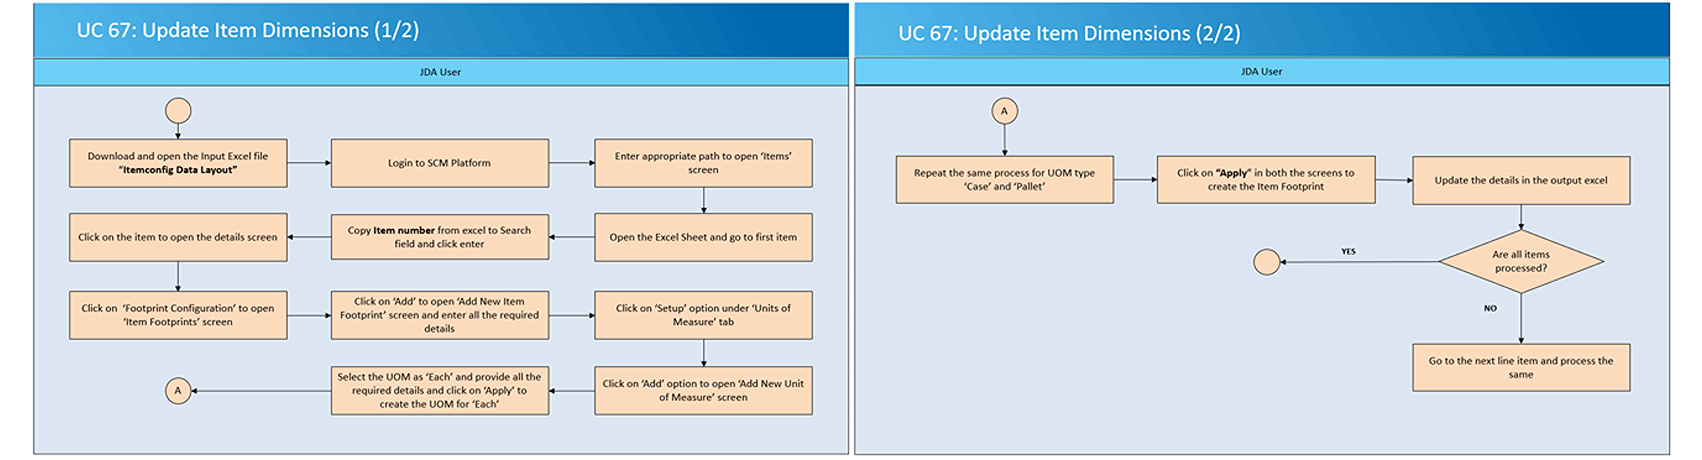 UC 67: Update Item Dimensions (1/2)
JDA User
Download and open the Input Excel file
“Itemconfig Data Layout”
Login to SCM Platform
Enter appropriate path to open ‘Items’
screen
Open the Excel Sheet and go to first item
Copy Item number from excel to Search
field and click enter
Click on the item to open the details screen
Click on ‘Footprint Configuration’ to open
‘Item Footprints’ screen
Click on ‘Add’ to open ‘Add New Item
Footprint’ screen and enter all the required
details
Click on ‘Setup’ option under ‘Units of
Measure’ tab
Click on ‘Add’ option to open ‘Add New Unit
of Measure’ screen
Select the UOM as ‘Each’ and provide all the
required details and click on ‘Apply’ to
create the UOM for ‘Each’
A
UC 67: Update Item Dimensions (2/2)
JDA User
A
Repeat the same process for UOM type
‘Case’ and ‘Pallet’
Click on “Apply” in both the screens to
create the Item Footprint
Update the details in the output excel
Are all items
processed?
YES
NO
Go to the next line item and process the
same